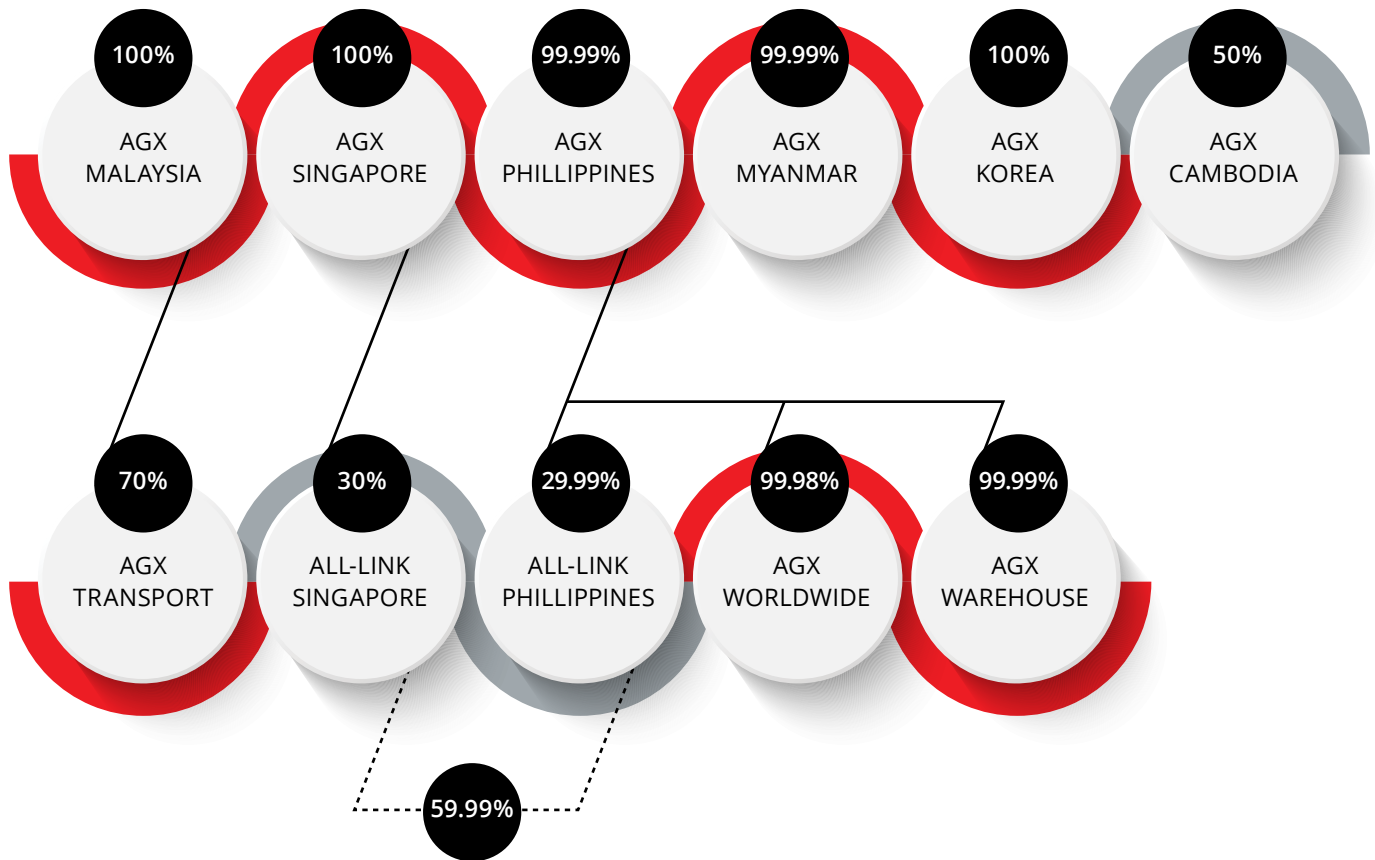 100%
AGX
MALAYSIA
100%
AGX
SINGAPORE
99.99%
AGX
PHILLIPPINES
99.99%
AGX
MYANMAR
100%
AGX
KOREA
50%
AGX
CAMBODIA
70%
AGX
TRANSPORT
30%
ALL-LINK
SINGAPORE
29.99%
ALL-LINK
PHILLIPPINES
99.98%
AGX
WORLDWIDE
99.99%
AGX
WAREHOUSE
59.99%